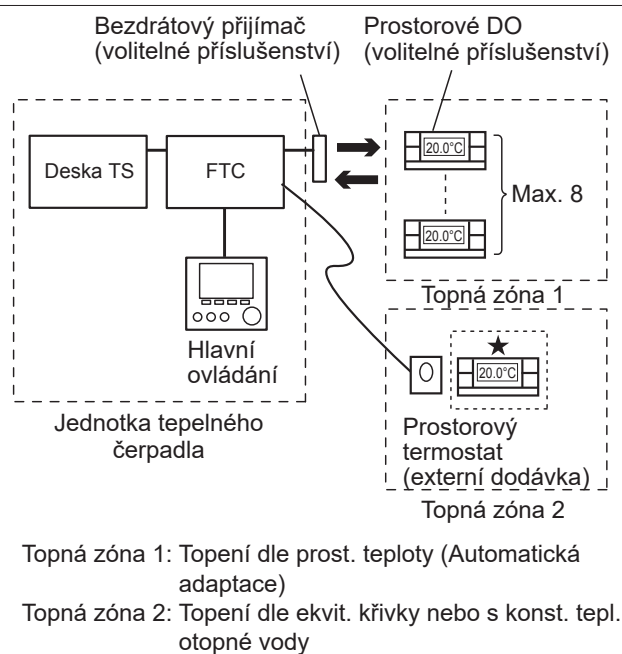 Bezdrátový přijímač
(volitelné příslušenství)
Prostorové DO
(volitelné příslušenství)
Deska TS
FTC
20.0°C
20.0°C
Max. 8
Topná zóna 1
Hlavní
ovládání
Jednotka tepelného
čerpadla
★
20.0°C
Prostorový
termostat
(externí dodávka)
Topná zóna 2
Topná zóna 1: Topení dle prost. teploty (Automatická
adaptace)
Topná zóna 2: Topení dle ekvit. křivky nebo s konst. tepl.
otopné vody